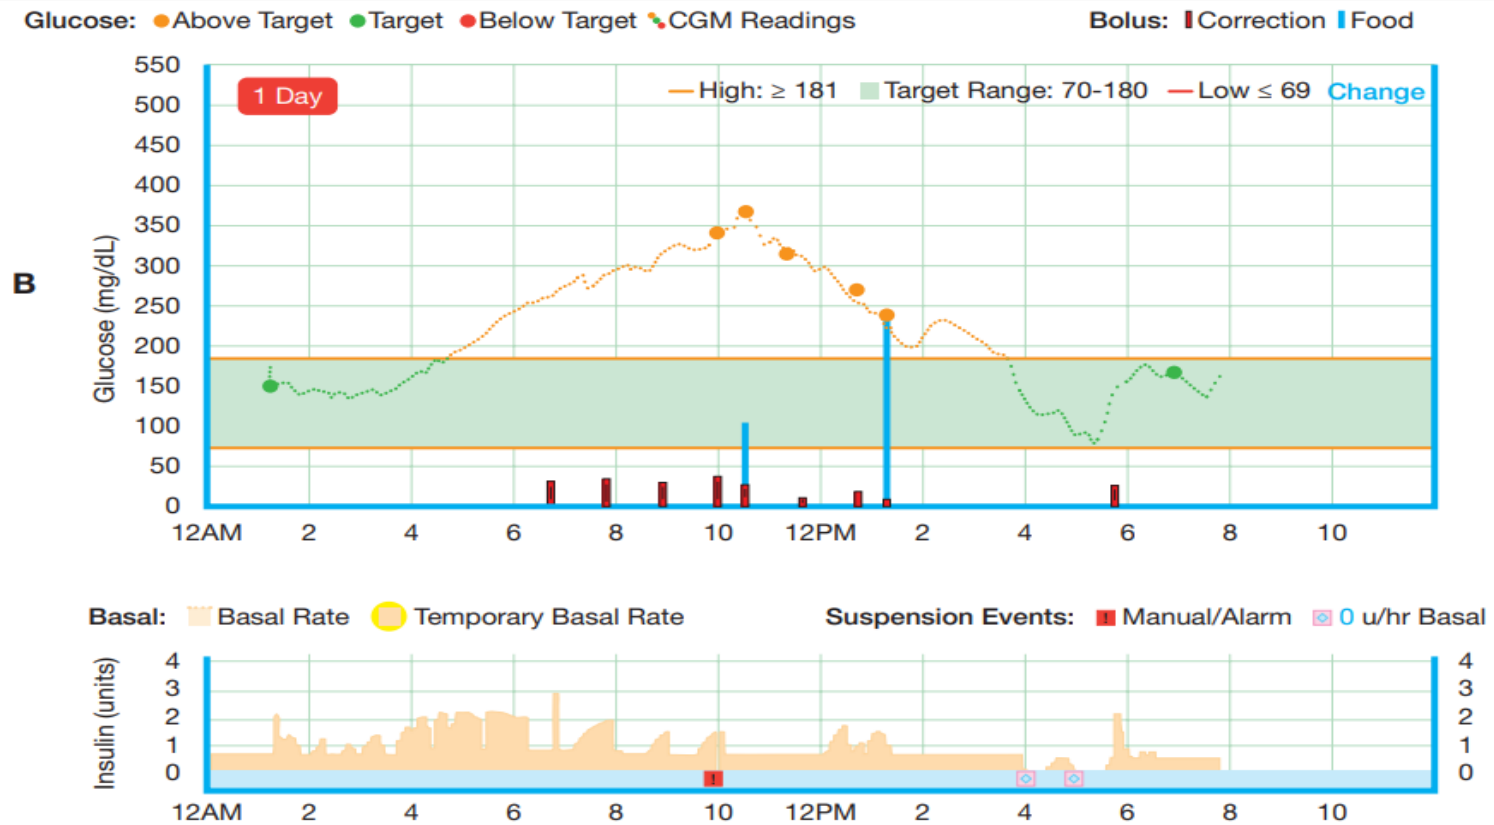 Glucose: Above Target Target Below Target CGM Readings Bolus: Correction Food
1 Day High: ≥ 181 Target Range: 70-180 Low ≤ 69 Change
550
500
450
400
350
300
250
200
150
100
50
0
Glucose (mg/dL)
B
12AM 2 4 6 8 10 12PM 2 4 6 8 10
Basal: Basal Rate Temporary Basal Rate Suspension Events: ! Manual/Alarm 0 u/hr Basal
Insulin (units)
4 4
3 3
2 2
1 1
0 ! 0
12AM 2 4 6 8 10 12PM 2 4 6 8 10